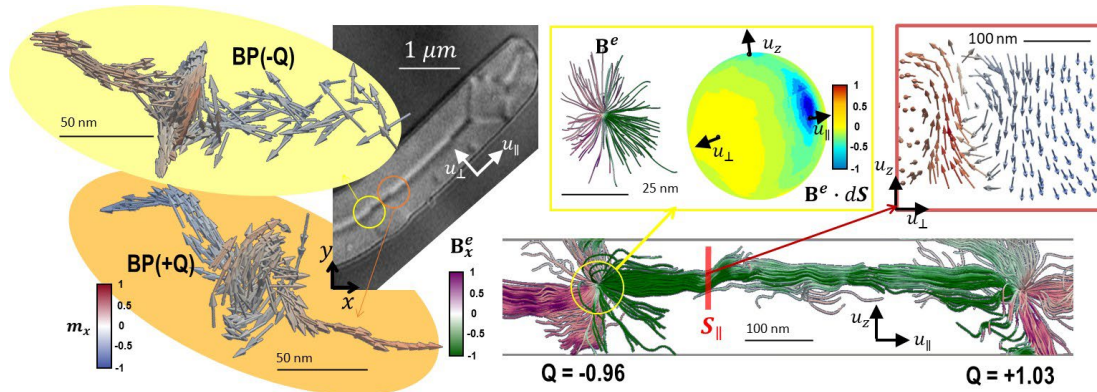 BP(-Q)
50 nm
1 μm
u⊥
u∥
y
x
BP(+Q)
m_x
1
0.5
0
-0.5
-1
50 nm
B^e_x
1
0.5
0
-0.5
-1
B^e
25 nm
u_z
u⊥
u∥
1
0.5
0
-0.5
-1
B^e · dS
100 nm
u_z
u⊥
S∥
100 nm
u_z
u∥
Q = -0.96
Q = +1.03